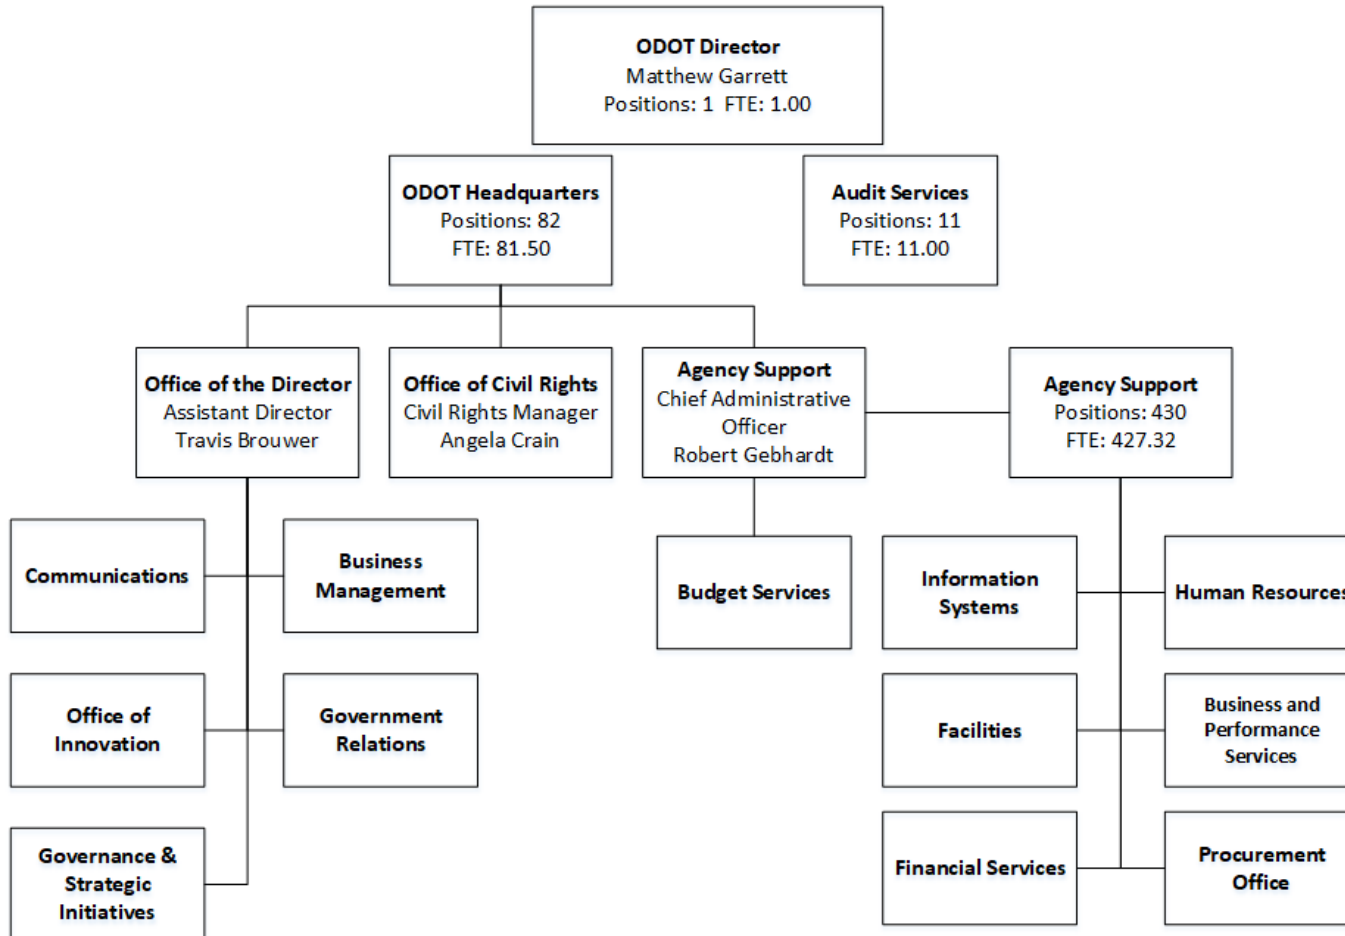 ODOT Director
Matthew Garrett
Positions: 1  FTE: 1.00
ODOT Headquarters
Positions: 82
FTE: 81.50
Audit Services
Positions: 11
FTE: 11.00
Office of the Director
Assistant Director
Travis Brouwer
Office of Civil Rights
Civil Rights Manager
Angela Crain
Agency Support
Chief Administrative
Officer
Robert Gebhardt
Agency Support
Positions: 430
FTE: 427.32
Communications
Business
Management
Budget Services
Information
Systems
Human Resources
Office of
Innovation
Government
Relations
Facilities
Business and
Performance
Services
Governance &
Strategic
Initiatives
Financial Services
Procurement
Office